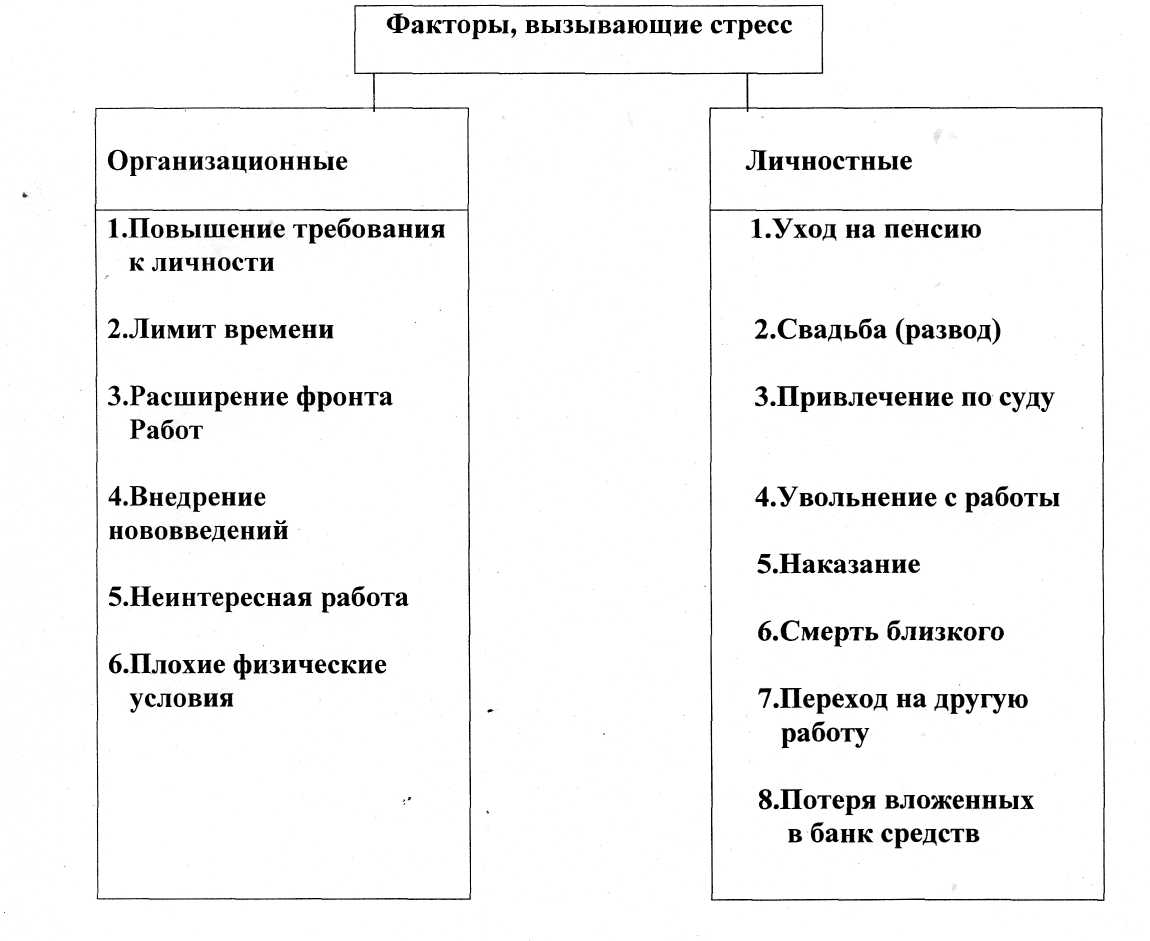 Факторы, вызывающие стресс
Организационные
1.Повышение требования
к личности
2.Лимит времени
3.Расширение фронта
Работ
4.Внедрение
нововведений
5.Неинтересная работа
6.Плохие физические
условия
Личностные
1.Уход на пенсию
2.Свадьба (развод)
3.Привлечение по суду
4.Увольнение с работы
5.Наказание
6.Смерть близкого
7.Переход на другую
работу
8.Потеря вложенных
в банк средств